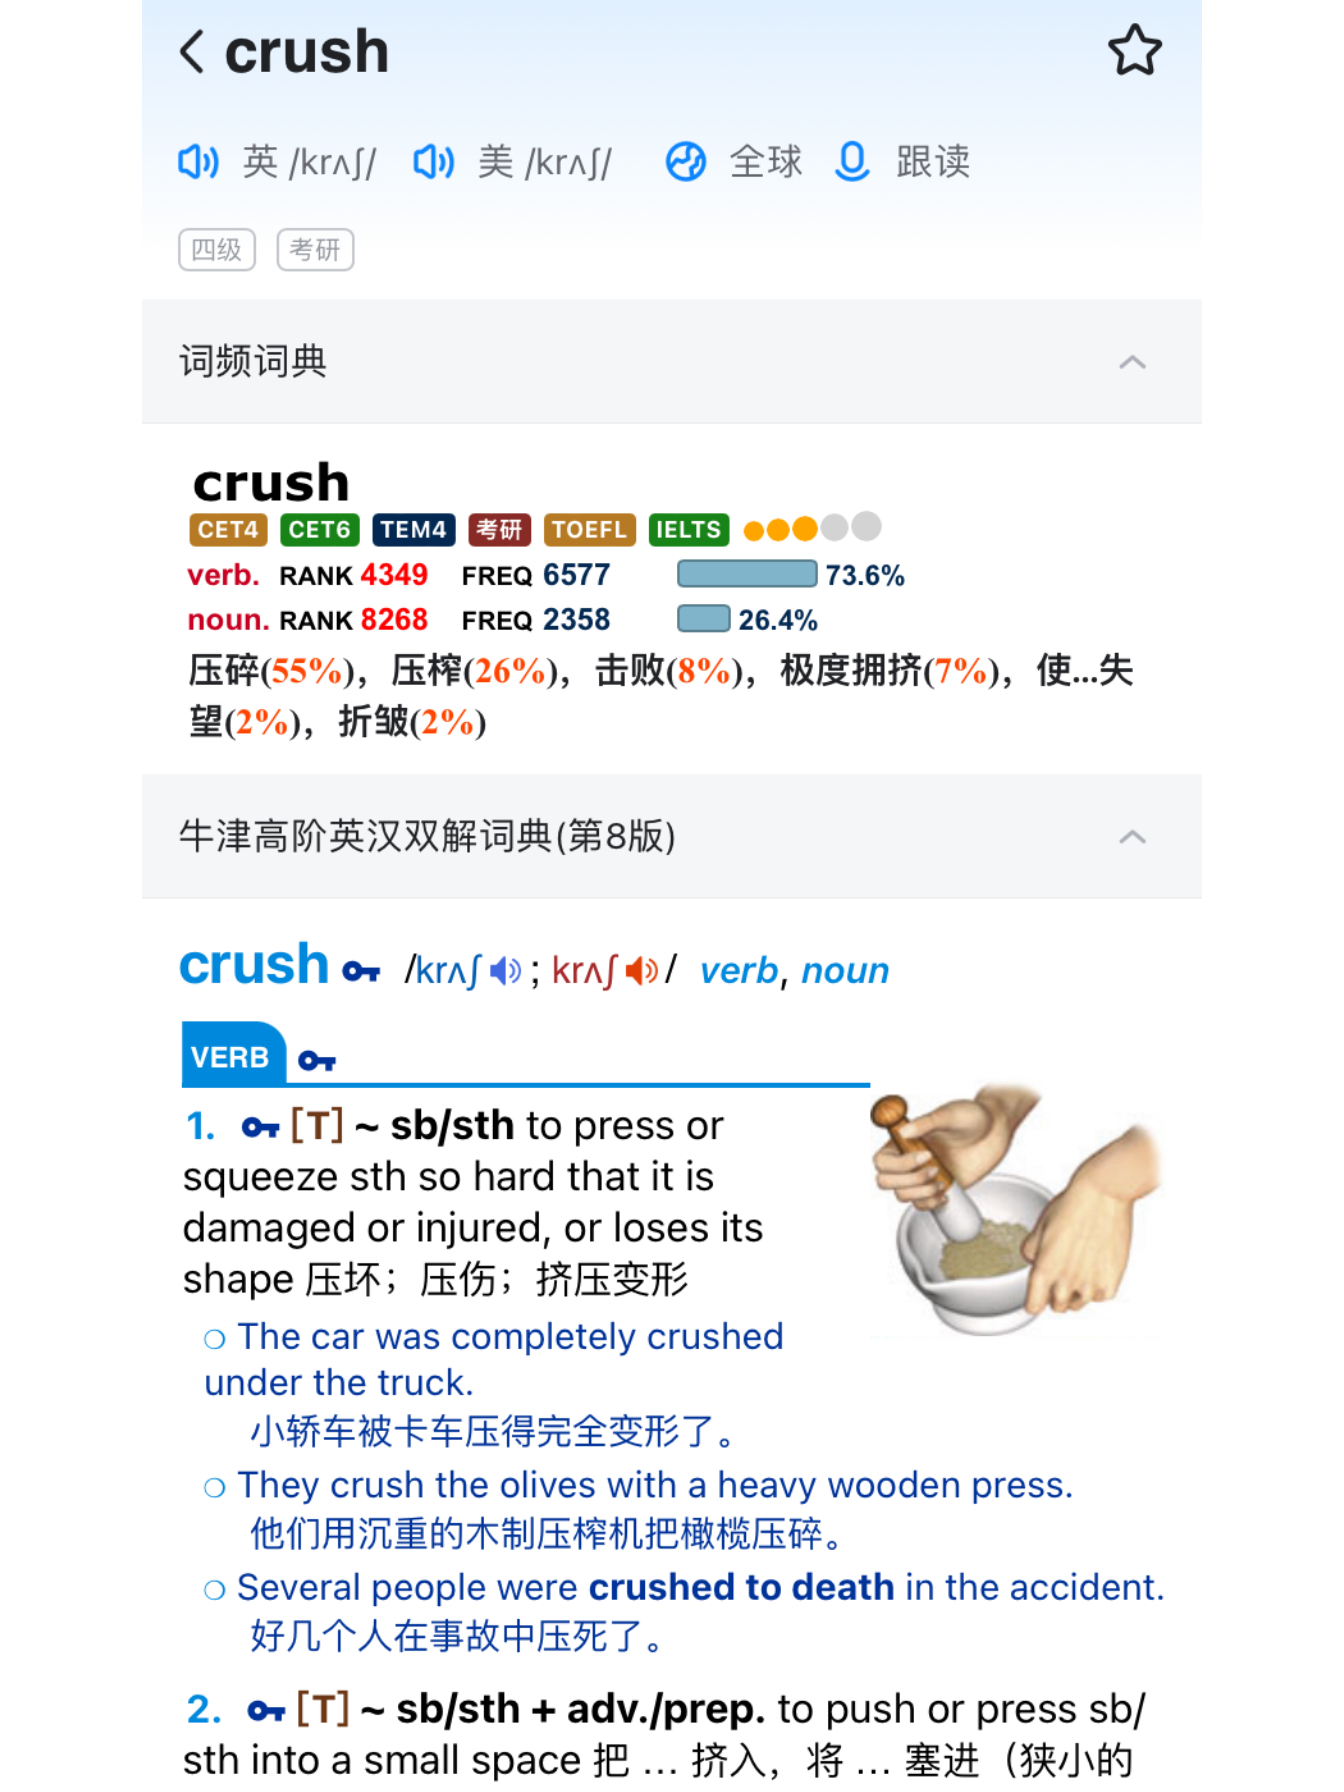 crush
英 /krʌʃ/ 美 /krʌʃ/ 全球 跟读
四级 考研
词频词典
crush
CET4 CET6 TEM4 考研 TOEFL IELTS
verb. RANK 4349 FREQ 6577 73.6%
noun. RANK 8268 FREQ 2358 26.4%
压碎(55%)，压榨(26%)，击败(8%)，极度拥挤(7%)，使...失
望(2%)，折皱(2%)
牛津高阶英汉双解词典(第8版)
crush /krʌʃ ; krʌʃ / verb, noun
VERB
1. [T] ~ sb/sth to press or
squeeze sth so hard that it is
damaged or injured, or loses its
shape 压坏；压伤；挤压变形
The car was completely crushed
under the truck.
小轿车被卡车压得完全变形了。
They crush the olives with a heavy wooden press.
他们用沉重的木制压榨机把橄榄压碎。
Several people were crushed to death in the accident.
好几个人在事故中压死了。
2. [T] ~ sb/sth + adv./prep. to push or press sb/
sth into a small space 把 … 挤入，将 … 塞进（狭小的